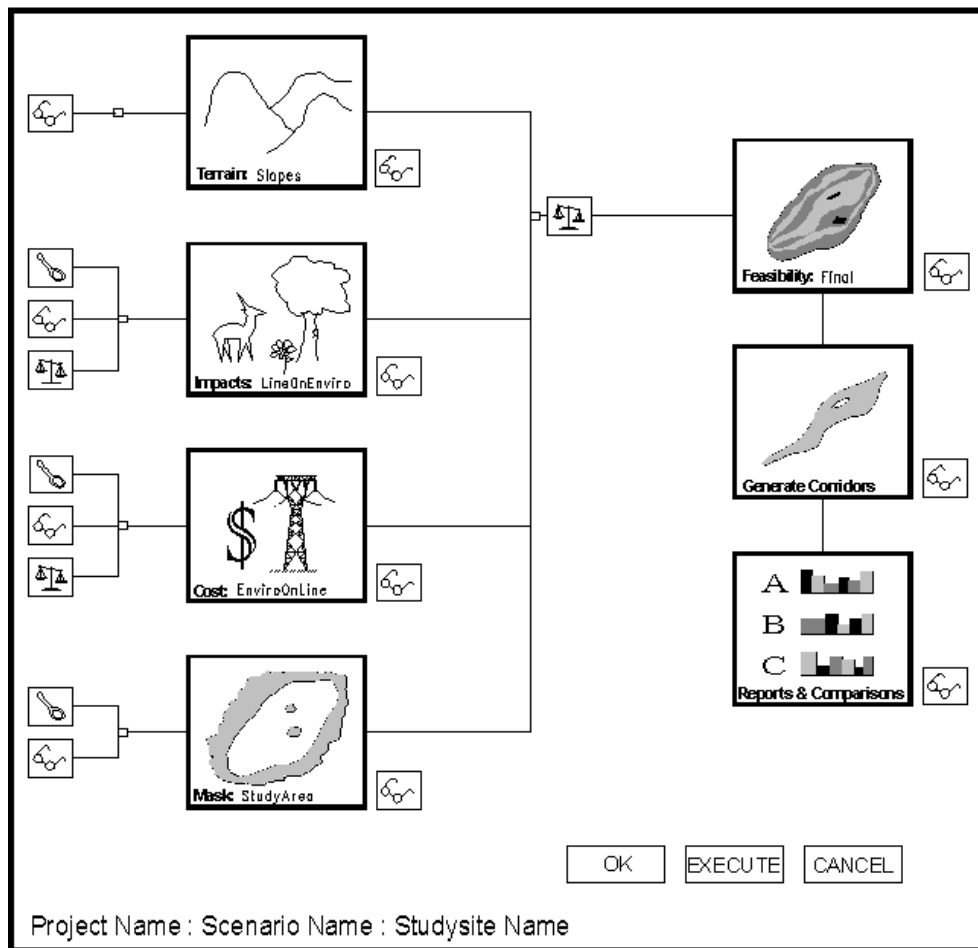 Terrain: Slopes
Impacts: LineOnEnviro
Cost: EnviroOnLine
$
Mask: StudyArea
Feasibility: Final
Generate Corridors
A
B
C
Reports & Comparisons
OK EXECUTE CANCEL
Project Name : Scenario Name : Studysite Name